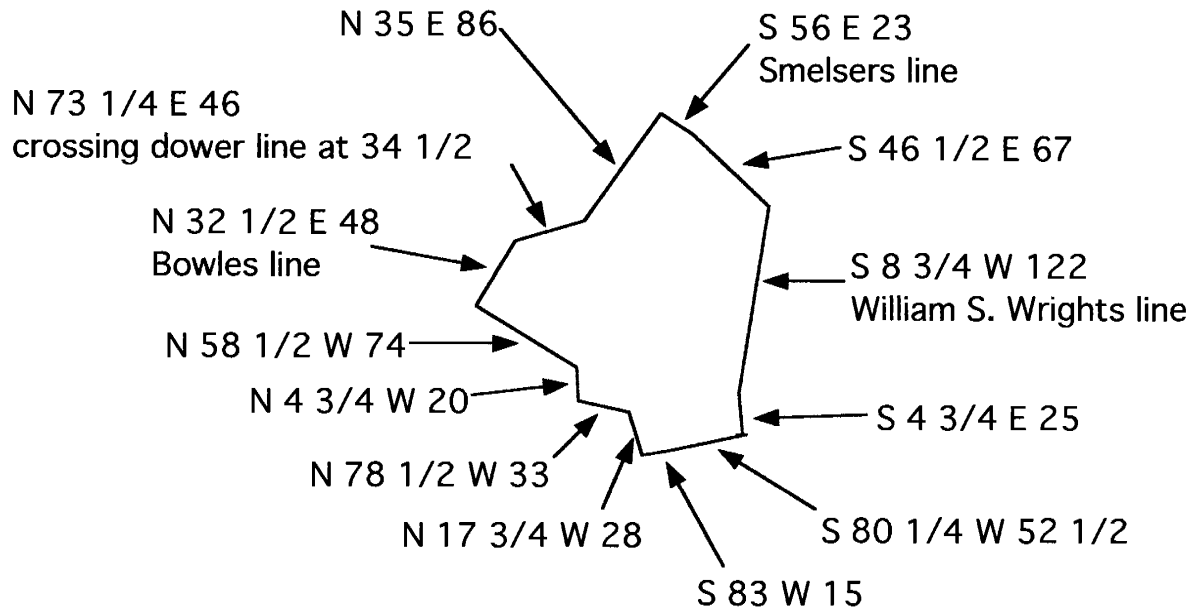 N 35 E 86
S 56 E 23
Smelsers line
N 73 1/4 E 46
crossing dower line at 34 1/2
S 46 1/2 E 67
N 32 1/2 E 48
Bowles line
S 8 3/4 W 122
William S. Wrights line
N 58 1/2 W 74
N 4 3/4 W 20
S 4 3/4 E 25
N 78 1/2 W 33
N 17 3/4 W 28
S 80 1/4 W 52 1/2
S 83 W 15